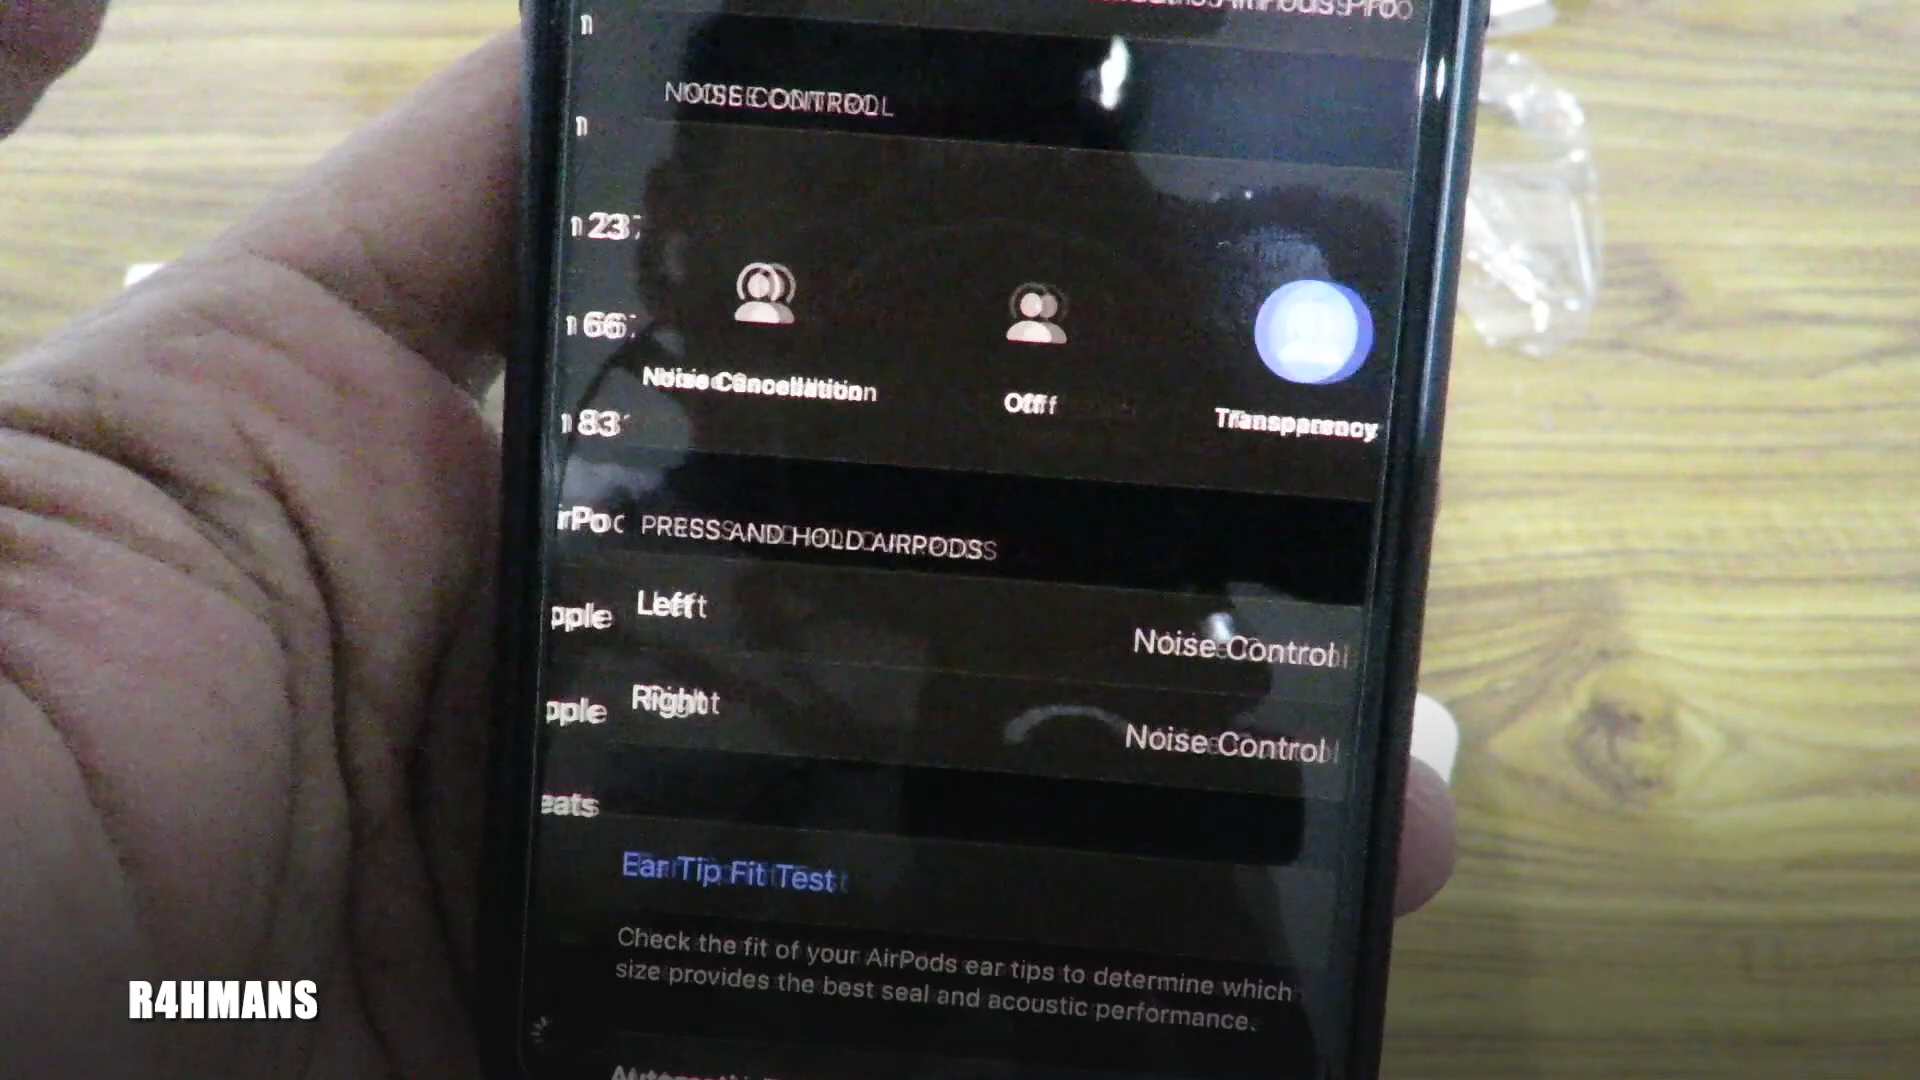 AirPods Pro
NOISE CONTROL
Noise Cancellation
Off
Transparency
PRESS AND HOLD AIRPODS
Left
Noise Control
Right
Noise Control
Ear Tip Fit Test
Check the fit of your AirPods ear tips to determine which
size provides the best seal and acoustic performance.
R4HMANS